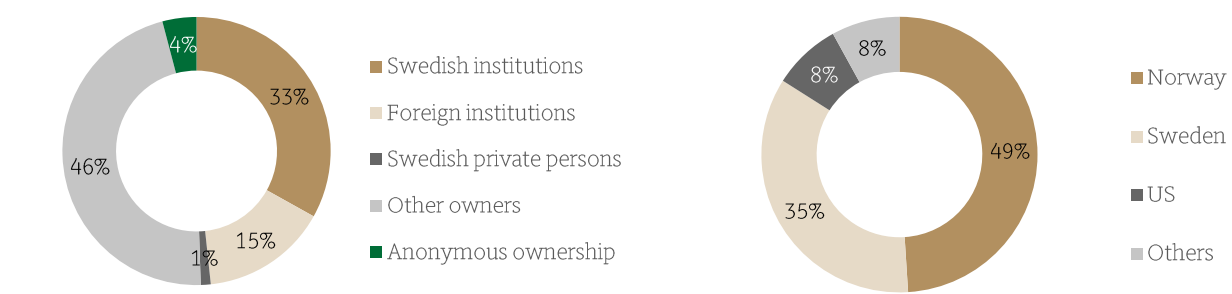 4%
33%
46%
15%
1%
Swedish institutions
Foreign institutions
Swedish private persons
Other owners
Anonymous ownership
8%
8%
49%
35%
Norway
Sweden
US
Others